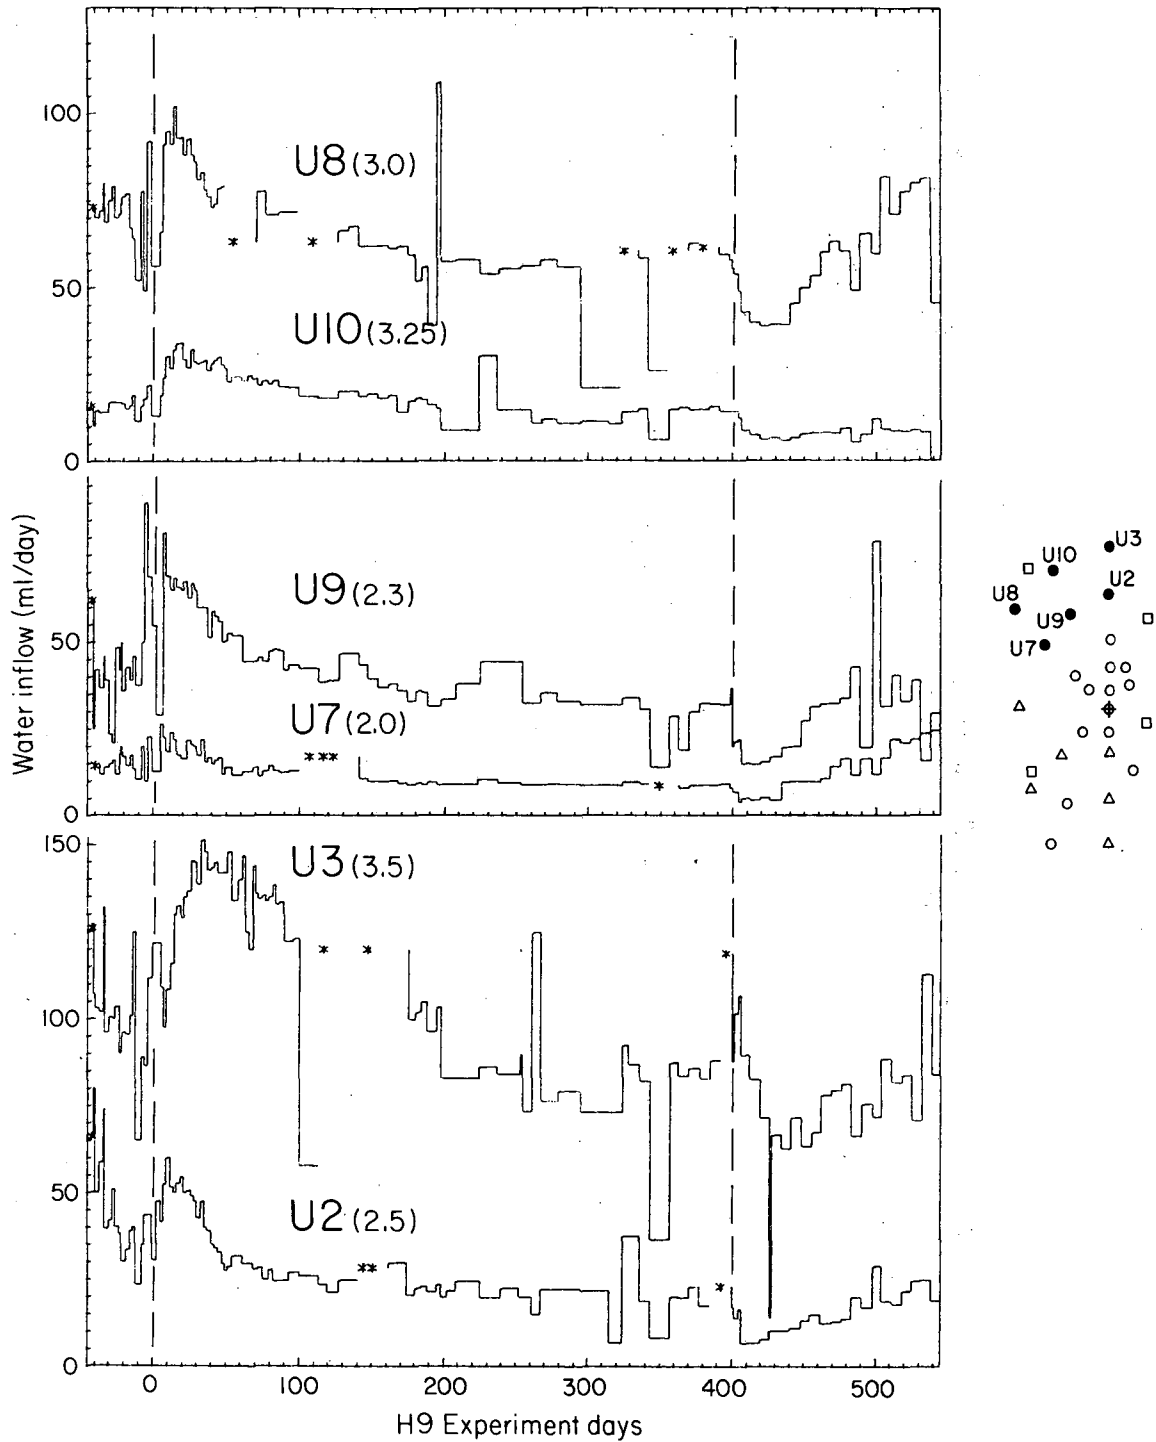 100
50
0
U8(3.0)
U10(3.25)
50
0
U9(2.3)
U7(2.0)
150
100
50
0
U3(3.5)
U2(2.5)
0 100 200 300 400 500
H9 Experiment days
Water inflow (ml/day)
U3
U10
U2
U8
U9
U7